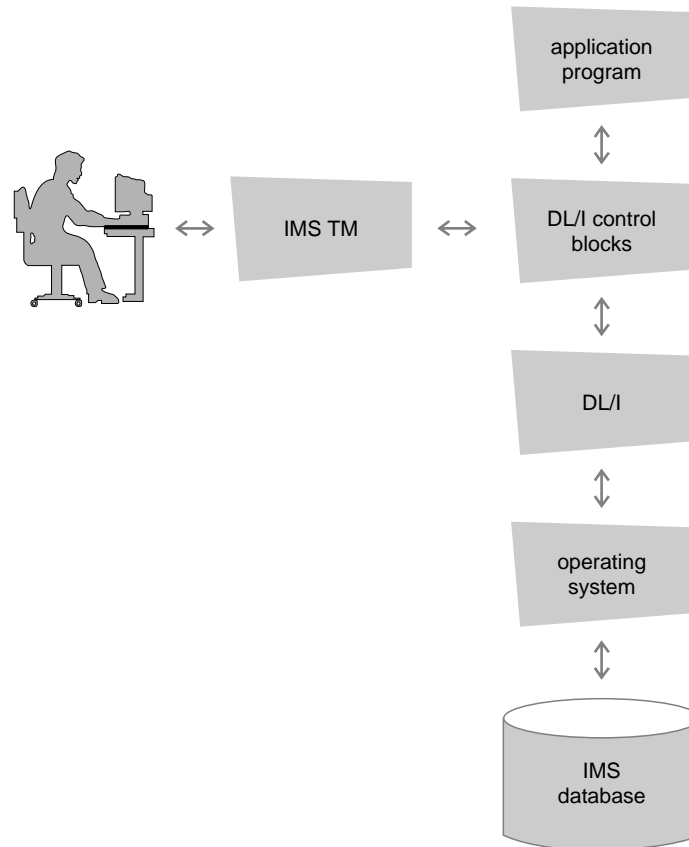 application
program
IMS TM
DL/I control
blocks
DL/I
operating
system
IMS
database